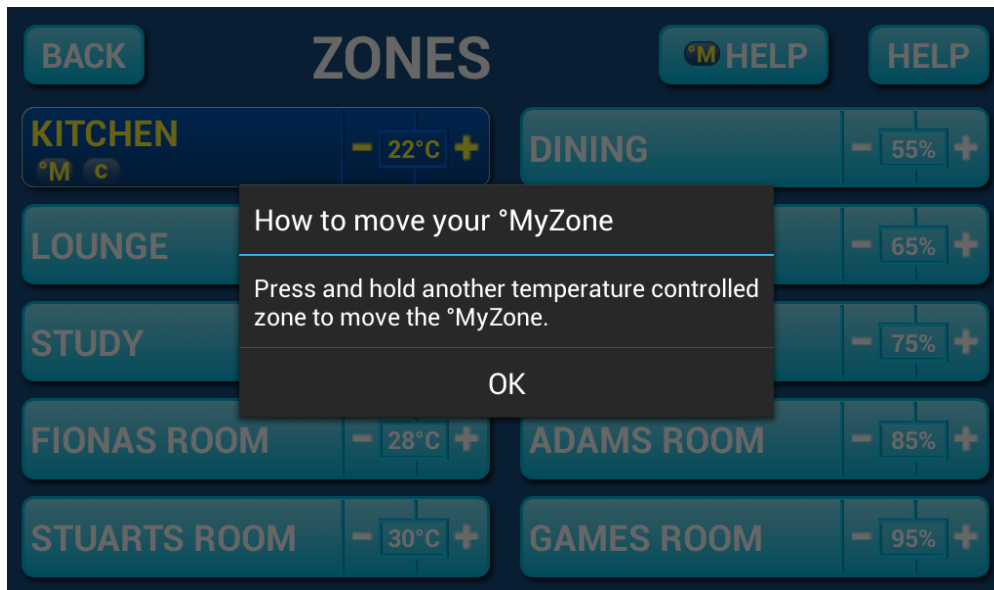 BACK
ZONES
°M HELP
HELP
KITCHEN
- 22°C +
°M C
DINING
- 55% +
How to move your °MyZone
LOUNGE
- 65% +
Press and hold another temperature controlled
zone to move the °MyZone.
STUDY
- 75% +
OK
FIONAS ROOM
- 28°C +
ADAMS ROOM
- 85% +
STUARTS ROOM
- 30°C +
GAMES ROOM
- 95% +